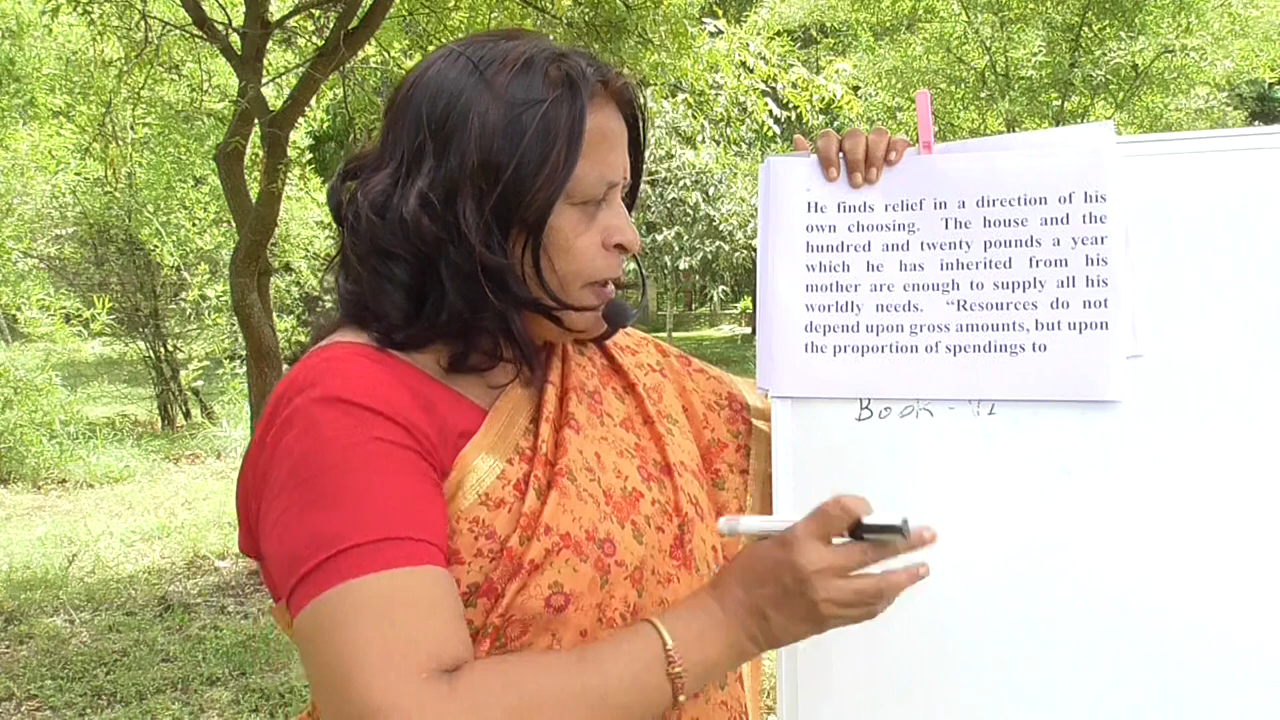 He finds relief in a direction of his
own choosing. The house and the
hundred and twenty pounds a year
which he has inherited from his
mother are enough to supply all his
worldly needs. “Resources do not
depend upon gross amounts, but upon
the proportion of spendings to
Book - VI